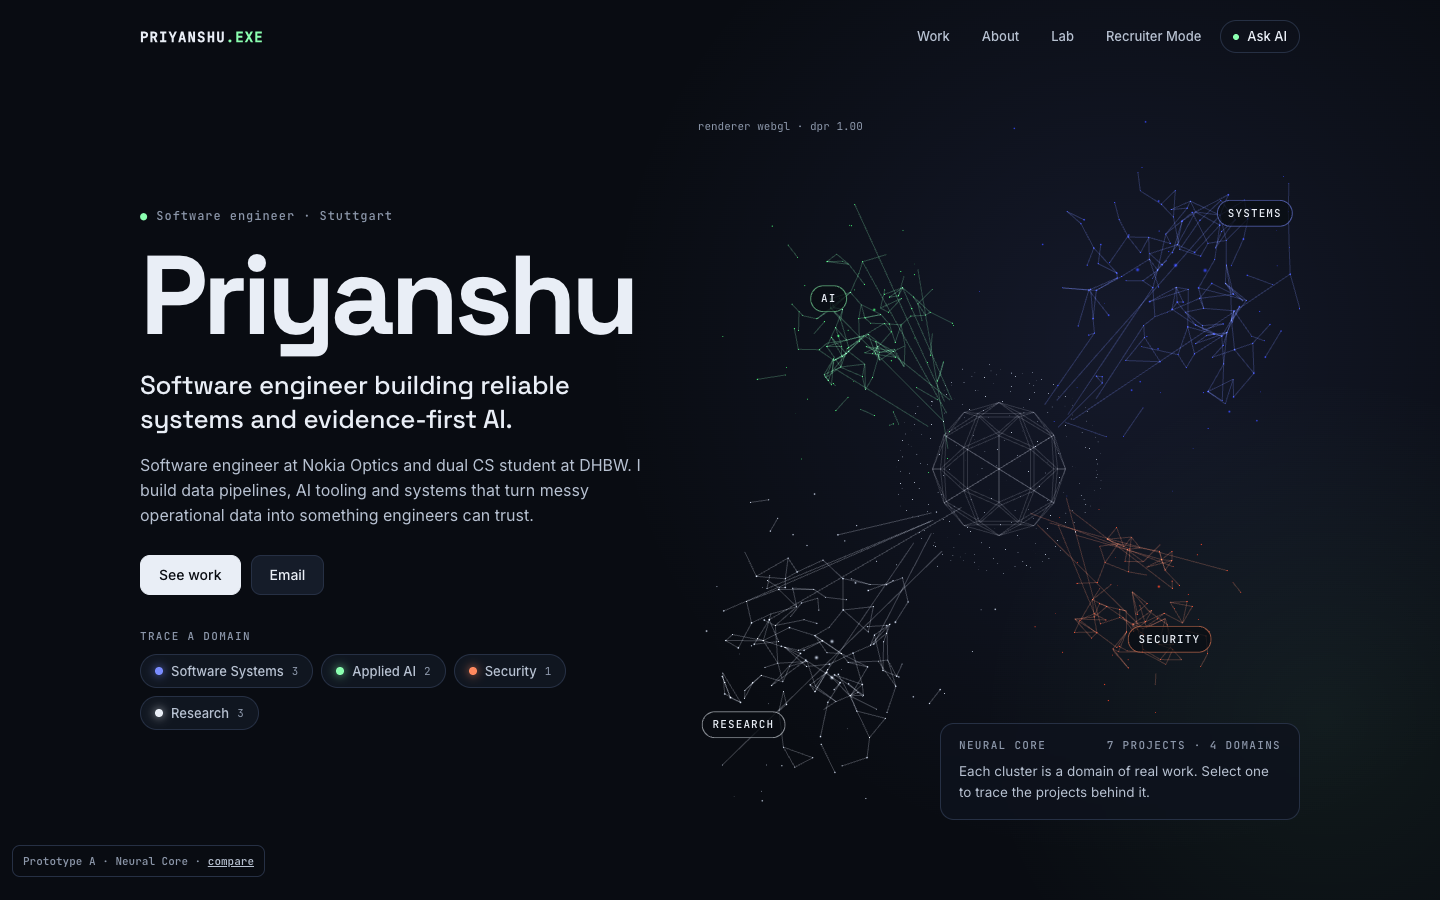 PRIYANSHU.EXE
Work
About
Lab
Recruiter Mode
Ask AI
renderer webgl · dpr 1.00
Software engineer · Stuttgart
Priyanshu
Software engineer building reliable
systems and evidence-first AI.
Software engineer at Nokia Optics and dual CS student at DHBW. I
build data pipelines, AI tooling and systems that turn messy
operational data into something engineers can trust.
See work
Email
TRACE A DOMAIN
Software Systems 3
Applied AI 2
Security 1
Research 3
SYSTEMS
AI
SECURITY
RESEARCH
NEURAL CORE
7 PROJECTS · 4 DOMAINS
Each cluster is a domain of real work. Select one
to trace the projects behind it.
Prototype A · Neural Core · compare